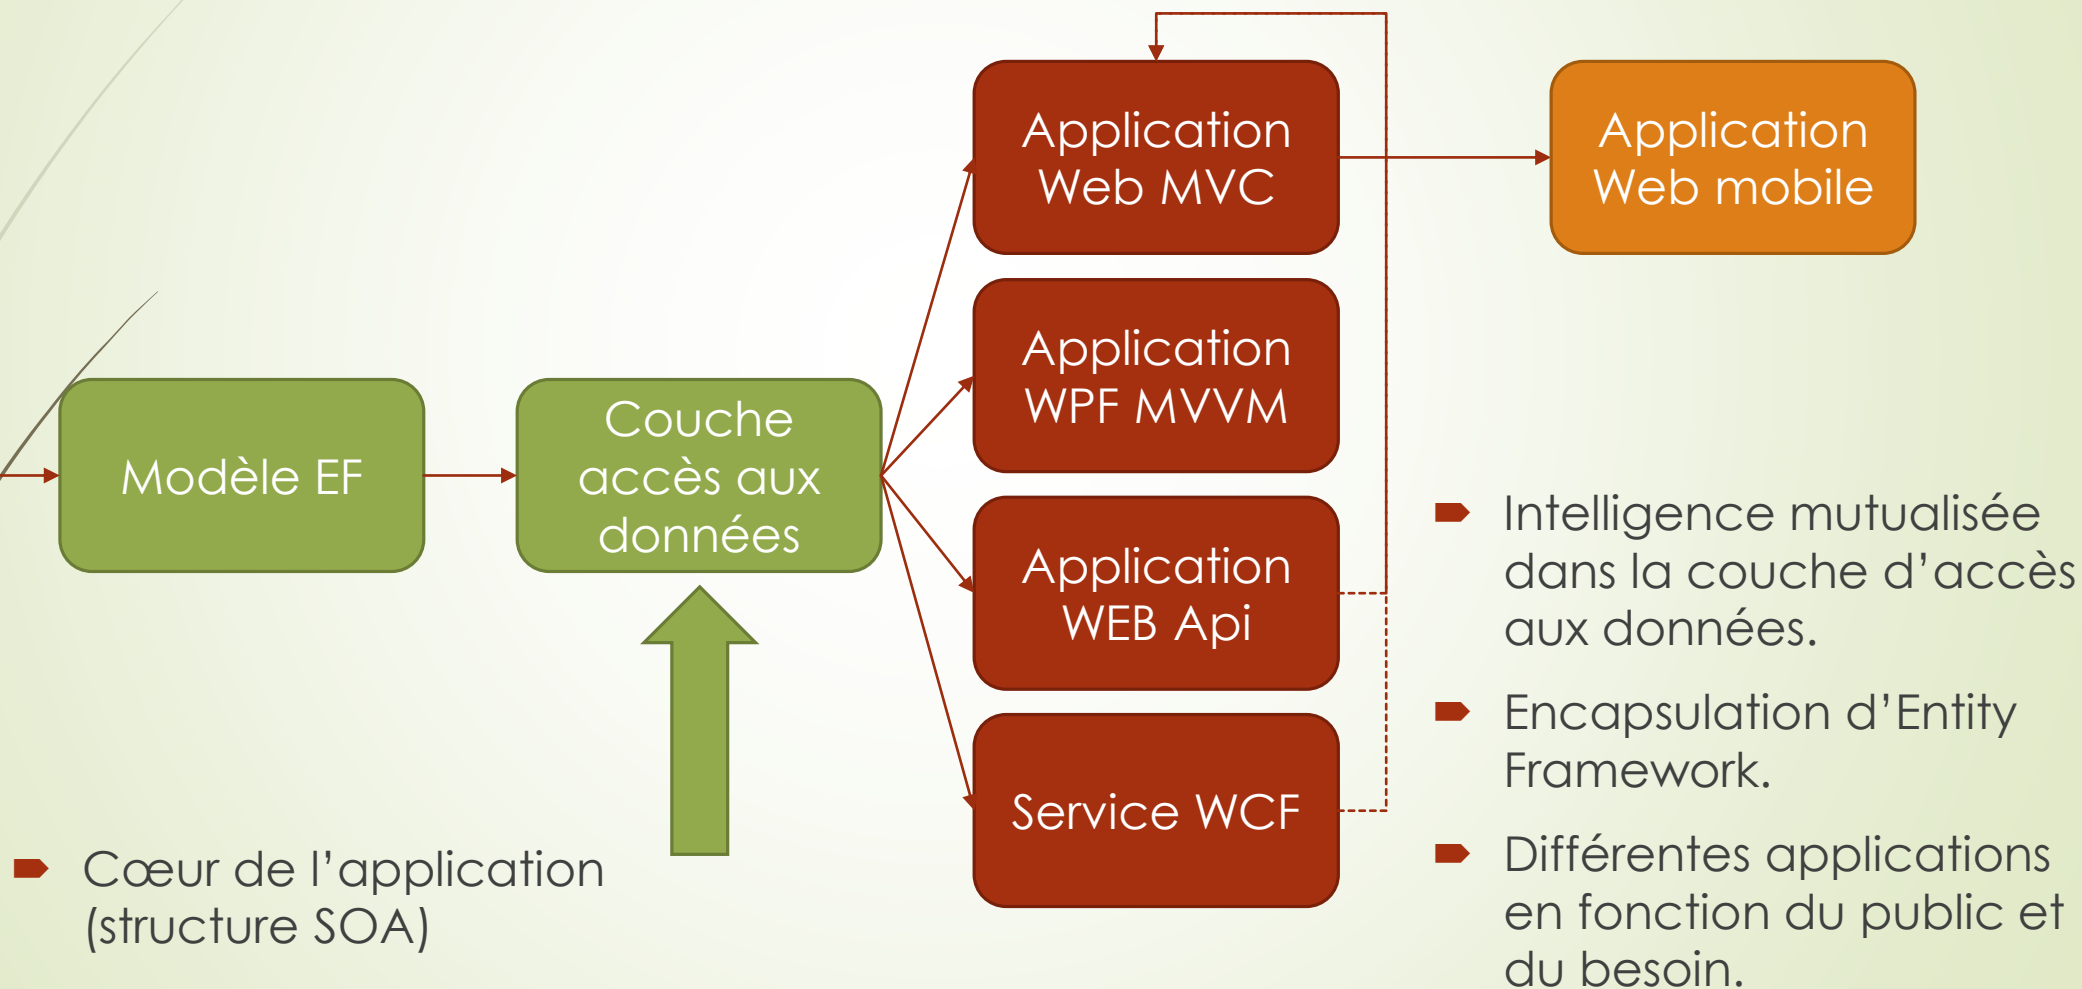 Application
Web MVC
Application
Web mobile
Application
WPF MVVM
Modèle EF
Couche
accès aux
données
Application
WEB Api
Service WCF
Cœur de l’application
(structure SOA)
Intelligence mutualisée
dans la couche d’accès
aux données.
Encapsulation d’Entity
Framework.
Différentes applications
en fonction du public et
du besoin.